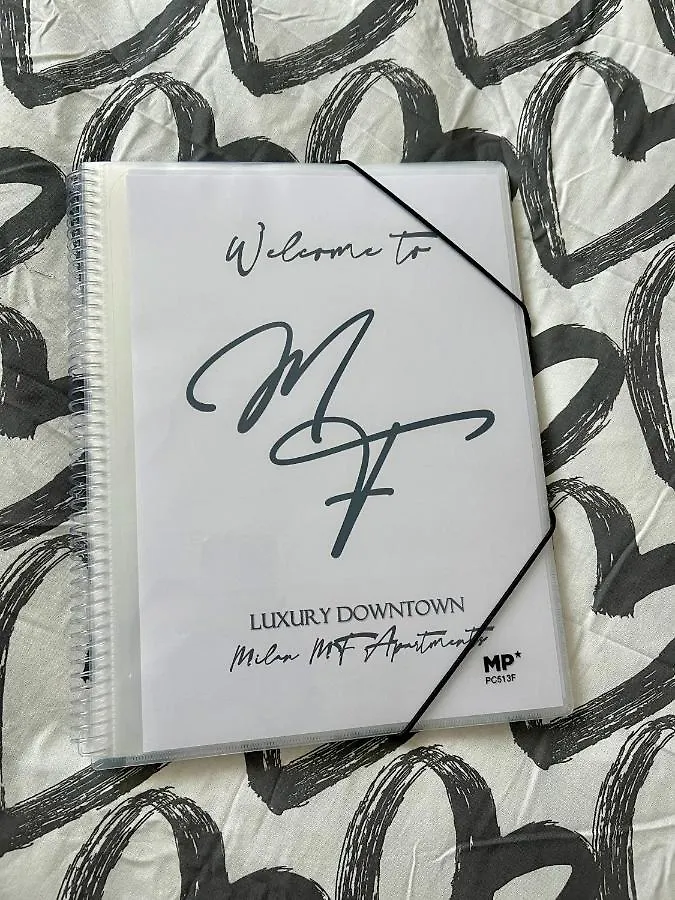 Welcome to
MF
LUXURY DOWNTOWN
Milan MF Apartments
MP*
PC513F